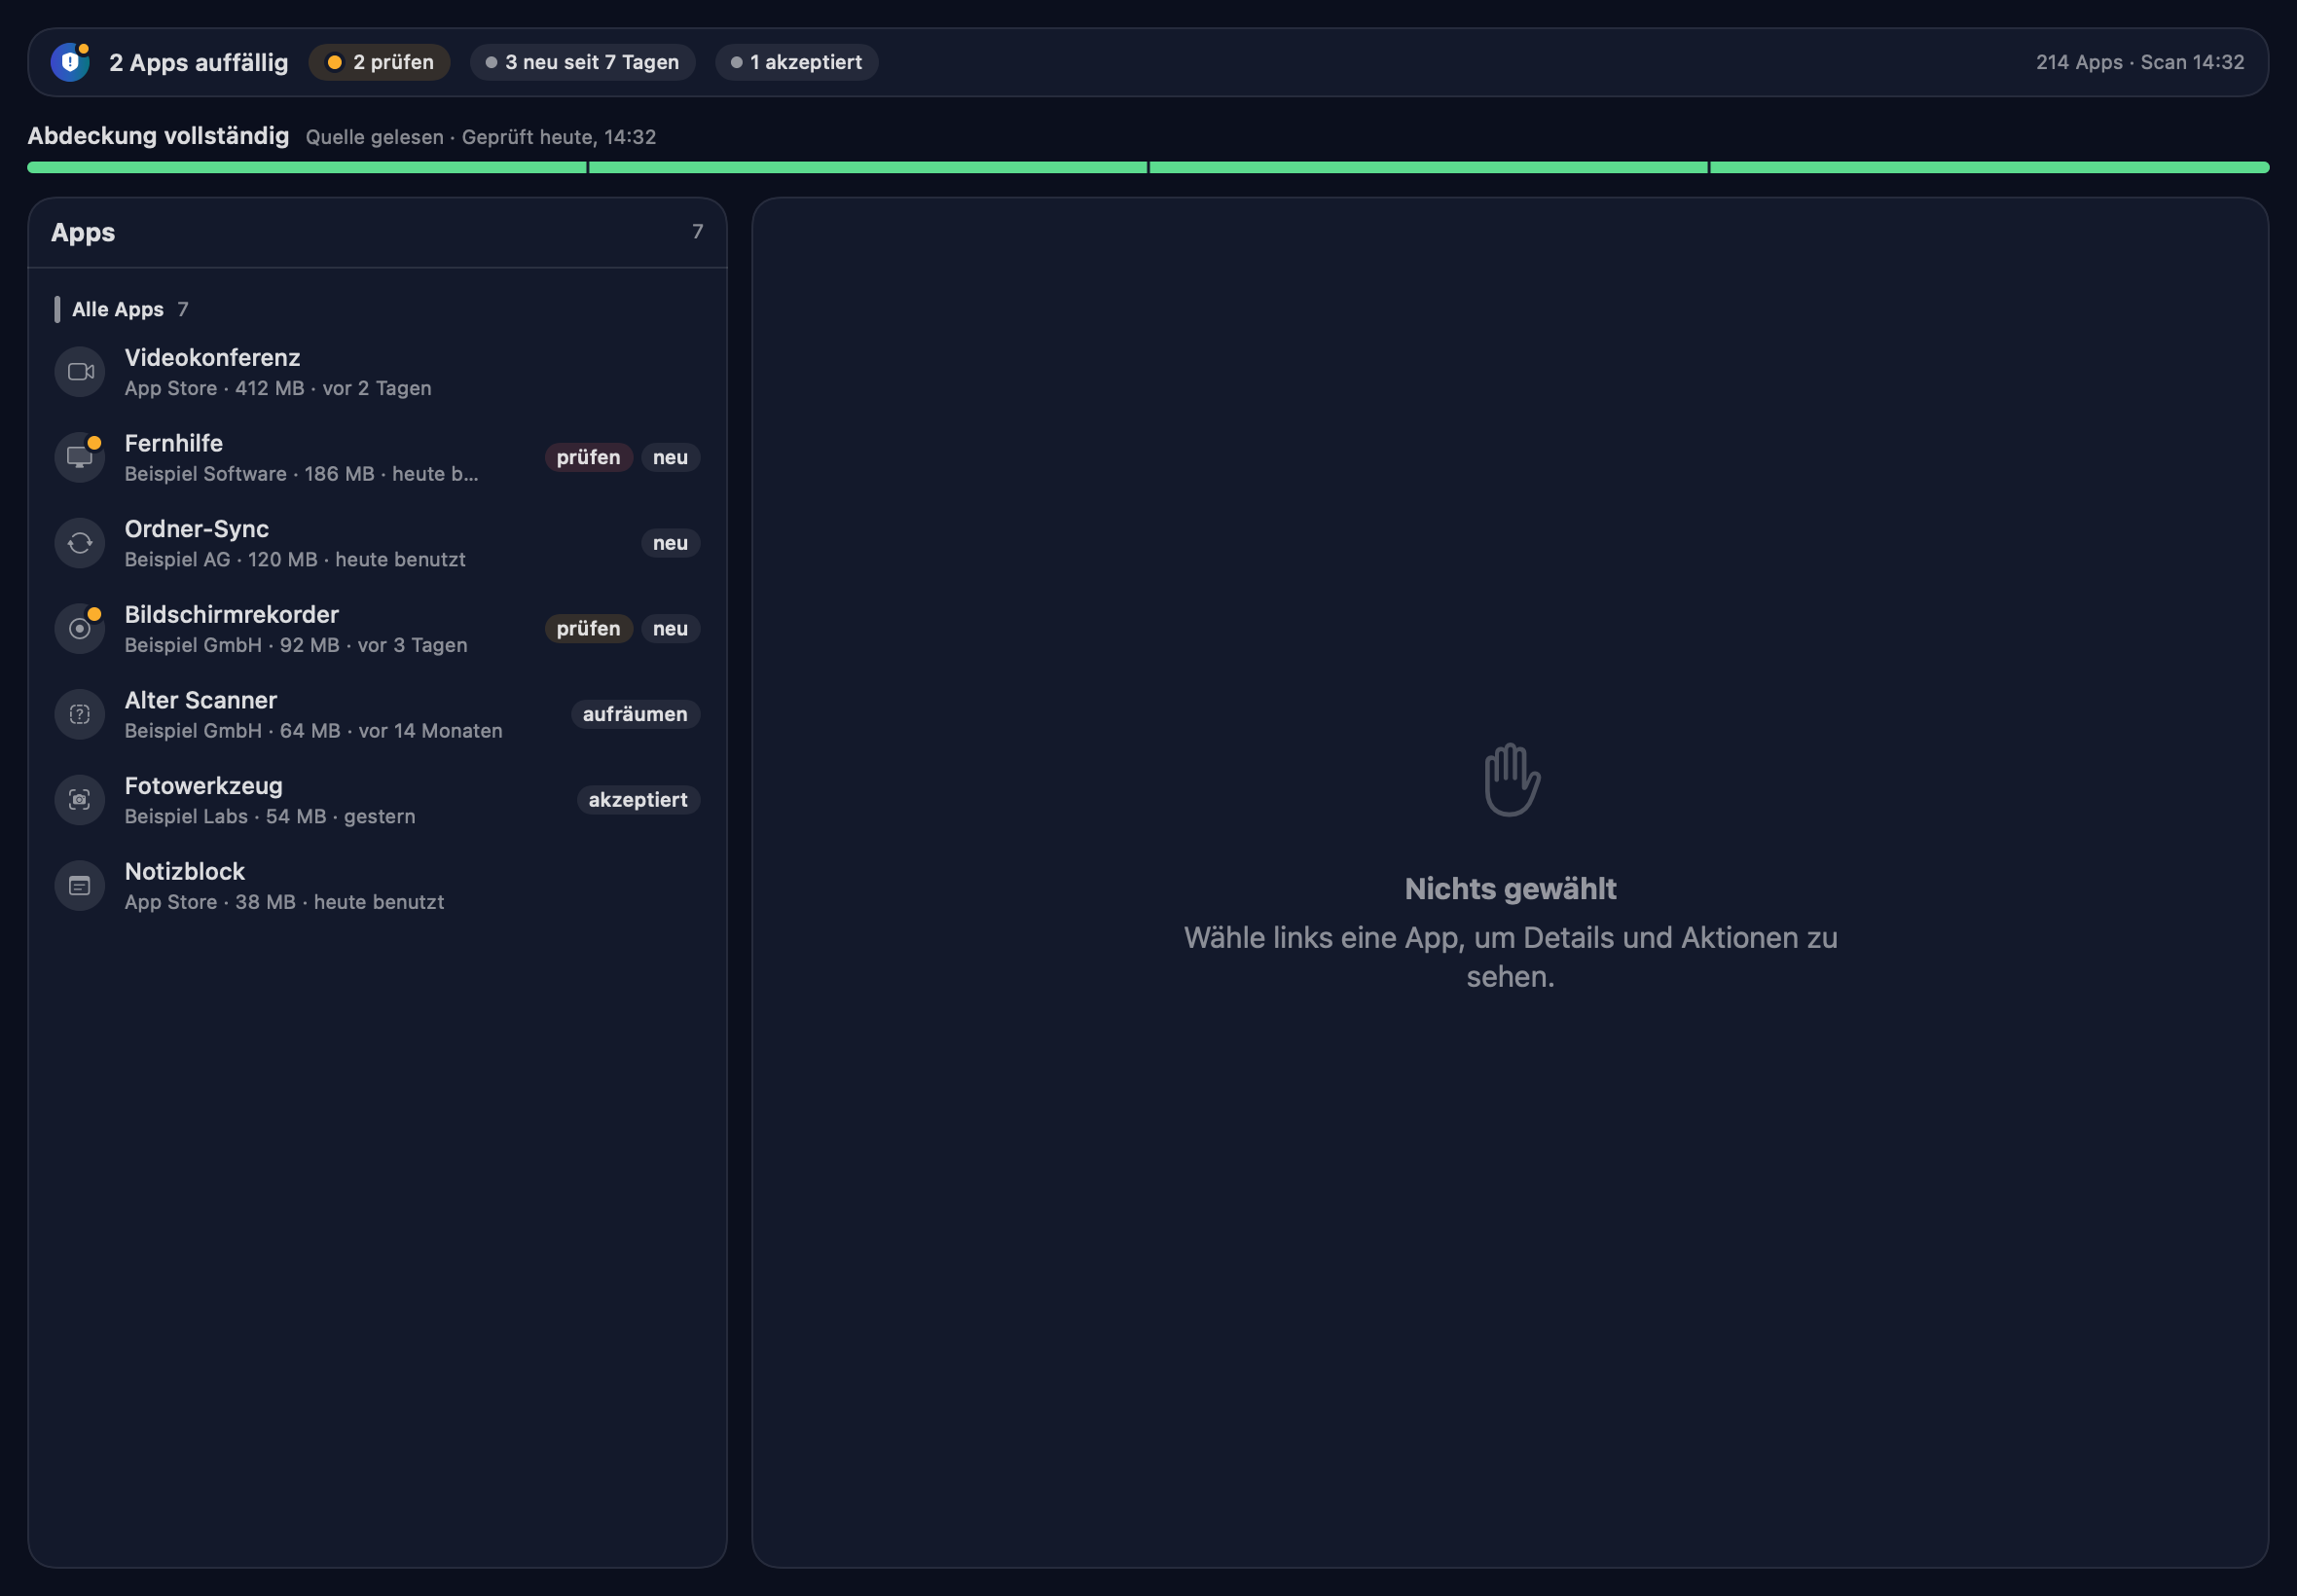 2 Apps auffällig
2 prüfen
3 neu seit 7 Tagen
1 akzeptiert
214 Apps · Scan 14:32
Abdeckung vollständig
Quelle gelesen · Geprüft heute, 14:32
Apps
7
Alle Apps 7
Videokonferenz
App Store · 412 MB · vor 2 Tagen
Fernhilfe
Beispiel Software · 186 MB · heute b…
prüfen
neu
Ordner-Sync
Beispiel AG · 120 MB · heute benutzt
neu
Bildschirmrekorder
Beispiel GmbH · 92 MB · vor 3 Tagen
prüfen
neu
Alter Scanner
Beispiel GmbH · 64 MB · vor 14 Monaten
aufräumen
Fotowerkzeug
Beispiel Labs · 54 MB · gestern
akzeptiert
Notizblock
App Store · 38 MB · heute benutzt
Nichts gewählt
Wähle links eine App, um Details und Aktionen zu
sehen.